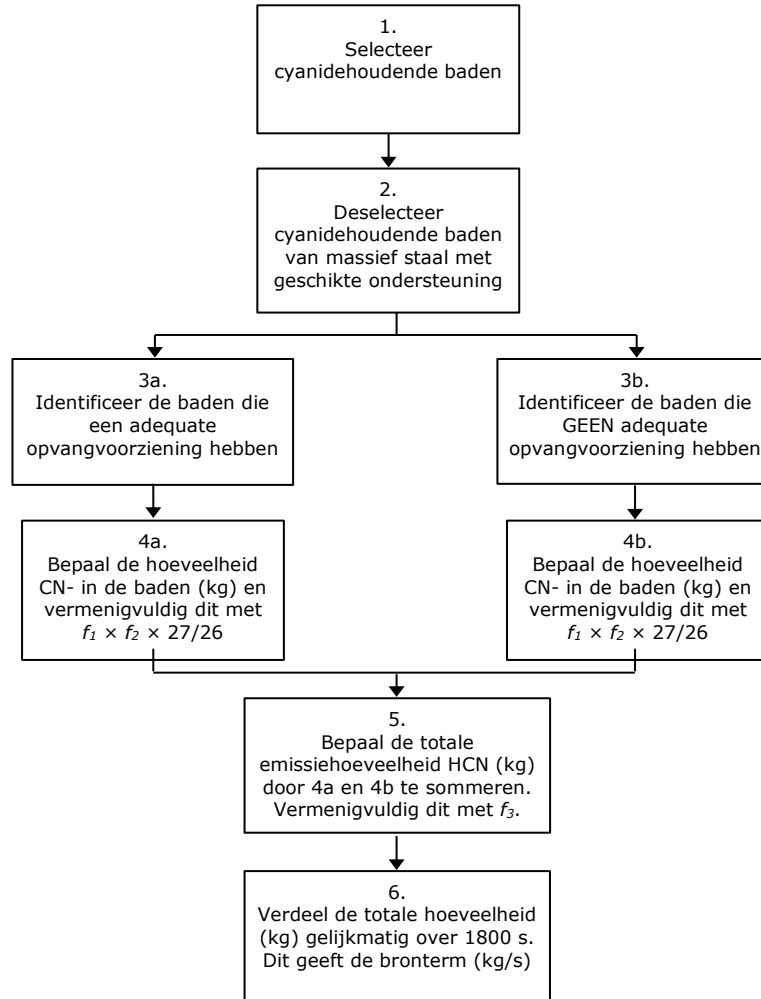 1.
Selecteer
cyanidehoudende baden
2.
Deselecteer
cyanidehoudende baden
van massief staal met
geschikte ondersteuning
3a.
Identificeer de baden die
een adequate
opvangvoorziening hebben
3b.
Identificeer de baden die
GEEN adequate
opvangvoorziening hebben
4a.
Bepaal de hoeveelheid
CN- in de baden (kg) en
vermenigvuldig dit met
f₁ × f₂ × 27/26
4b.
Bepaal de hoeveelheid
CN- in de baden (kg) en
vermenigvuldig dit met
f₁ × f₂ × 27/26
5.
Bepaal de totale
emissiehoeveelheid HCN (kg)
door 4a en 4b te sommeren.
Vermenigvuldig dit met f₃.
6.
Verdeel de totale hoeveelheid
(kg) gelijkmatig over 1800 s.
Dit geeft de bronterm (kg/s)